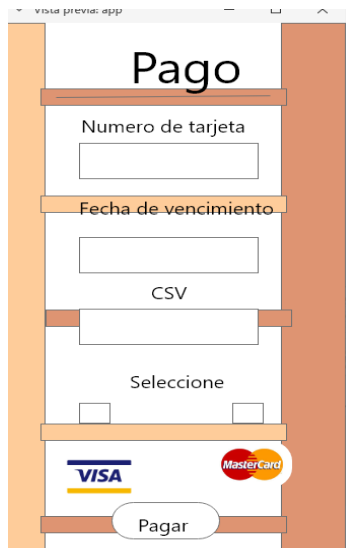 Vista previa: app
Pago
Numero de tarjeta
Fecha de vencimiento
CSV
Seleccione
VISA
MasterCard
Pagar